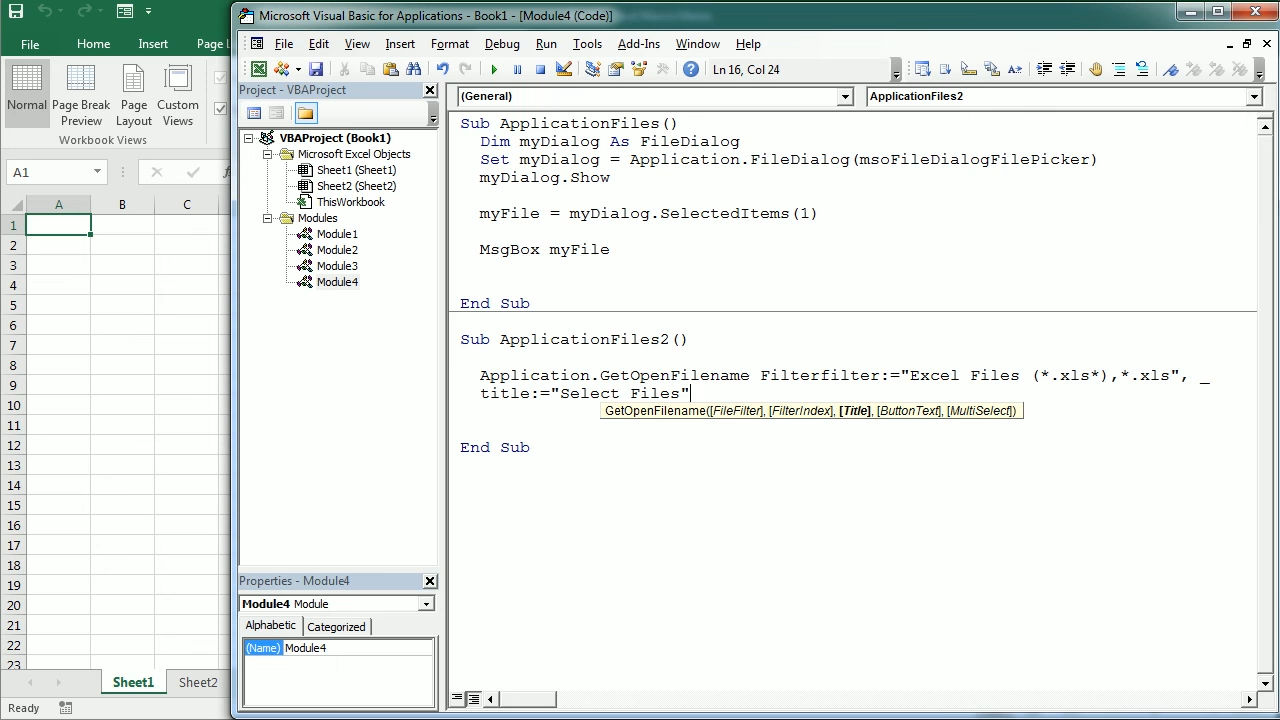 Microsoft Visual Basic for Applications - Book1 - [Module4 (Code)]
File Home Insert Page L
File Edit View Insert Format Debug Run Tools Add-Ins Window Help
Ln 16, Col 24
Normal Page Break Preview Page Layout Custom Views
Workbook Views
A1
A B C
1
2
3
4
5
6
7
8
9
10
11
12
13
14
15
16
17
18
19
20
21
22
23
Sheet1 Sheet2
Ready
Project - VBAProject
VBAProject (Book1)
Microsoft Excel Objects
Sheet1 (Sheet1)
Sheet2 (Sheet2)
ThisWorkbook
Modules
Module1
Module2
Module3
Module4
Properties - Module4
Module4 Module
Alphabetic Categorized
(Name) Module4
(General) ApplicationFiles2
Sub ApplicationFiles()
Dim myDialog As FileDialog
Set myDialog = Application.FileDialog(msoFileDialogFilePicker)
myDialog.Show
myFile = myDialog.SelectedItems(1)
MsgBox myFile
End Sub
Sub ApplicationFiles2()
Application.GetOpenFilename Filterfilter:="Excel Files (*.xls*),*.xls", _
title:="Select Files"
GetOpenFilename([FileFilter], [FilterIndex], [Title], [ButtonText], [MultiSelect])
End Sub